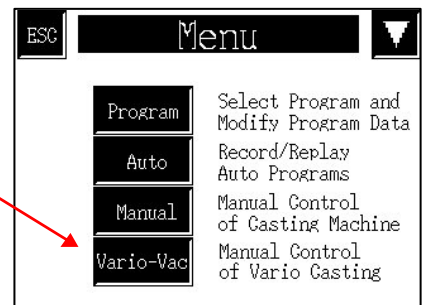 ESC Menu
Program Select Program and
Modify Program Data
Auto Record/Replay
Auto Programs
Manual Manual Control
of Casting Machine
Vario-Vac Manual Control
of Vario Casting